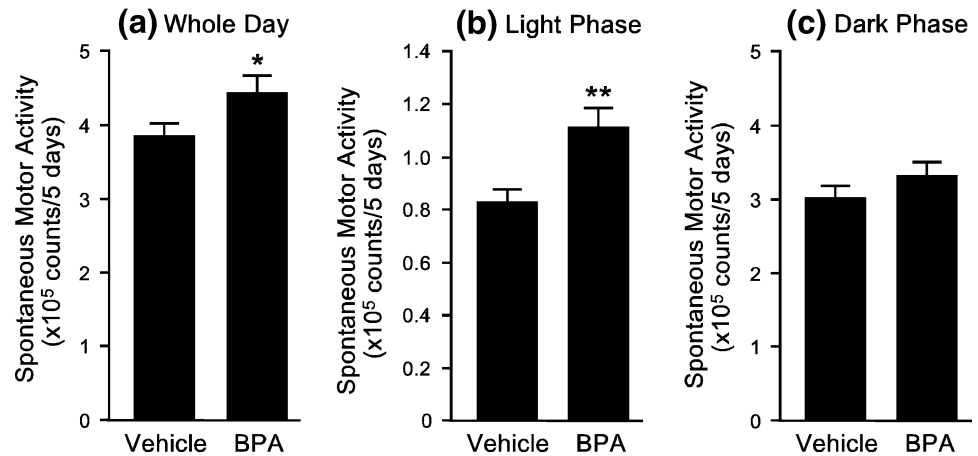 (a) Whole Day
Spontaneous Motor Activity
(x10⁵ counts/5 days)
5
4
3
2
1
0
*
Vehicle BPA
(b) Light Phase
Spontaneous Motor Activity
(x10⁵ counts/5 days)
1.4
1.2
1.0
0.8
0.6
0.4
0.2
0
**
Vehicle BPA
(c) Dark Phase
Spontaneous Motor Activity
(x10⁵ counts/5 days)
5
4
3
2
1
0
Vehicle BPA